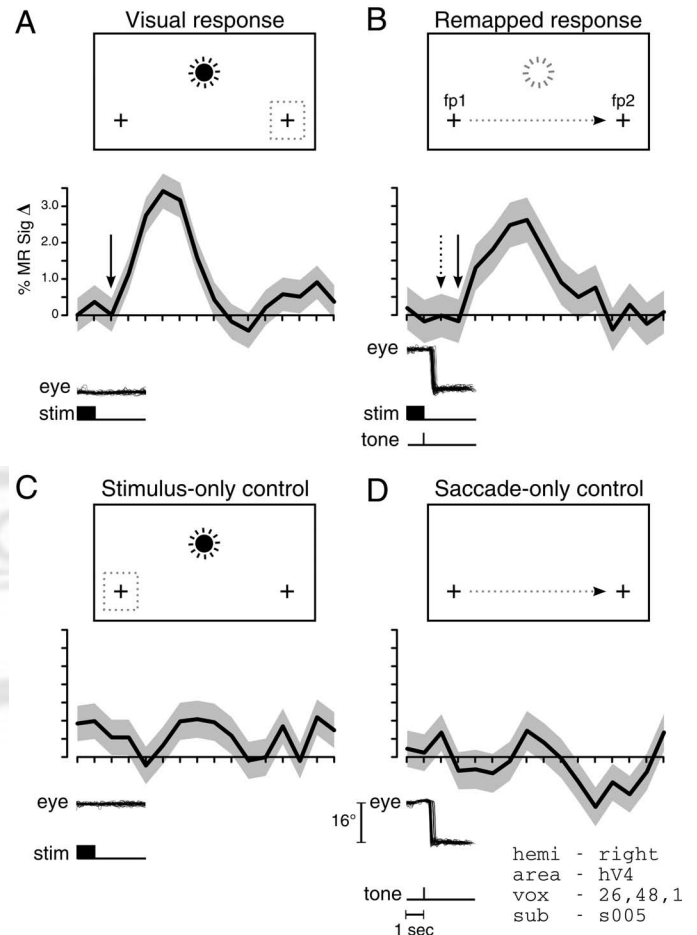 A Visual response
B Remapped response
fp1 fp2
% MR Sig Δ
3.0
2.0
1.0
0
eye
stim
eye
stim
tone
C Stimulus-only control
D Saccade-only control
eye
stim
16°
eye
tone
1 sec
hemi - right
area - hV4
vox - 26,48,1
sub - s005